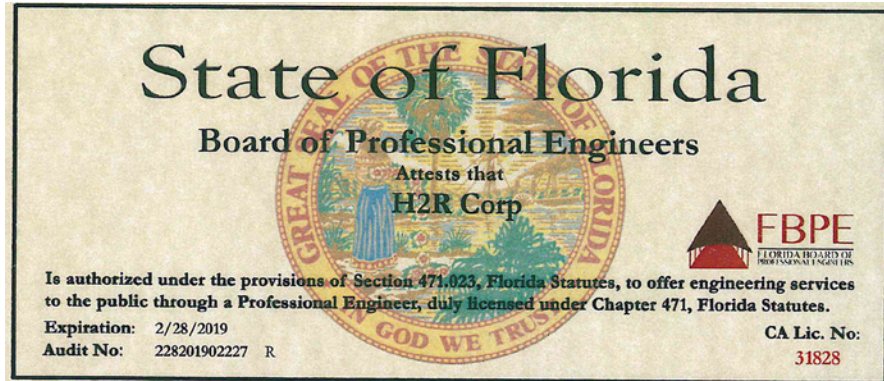 State of Florida
Board of Professional Engineers
Attests that
H2R Corp
FBPE
FLORIDA BOARD OF
PROFESSIONAL ENGINEERS
Is authorized under the provisions of Section 471.023, Florida Statutes, to offer engineering services
to the public through a Professional Engineer, duly licensed under Chapter 471, Florida Statutes.
Expiration: 2/28/2019
CA Lic. No:
Audit No: 228201902227 R
31828
GREAT SEAL OF THE STATE OF FLORIDA
IN GOD WE TRUST